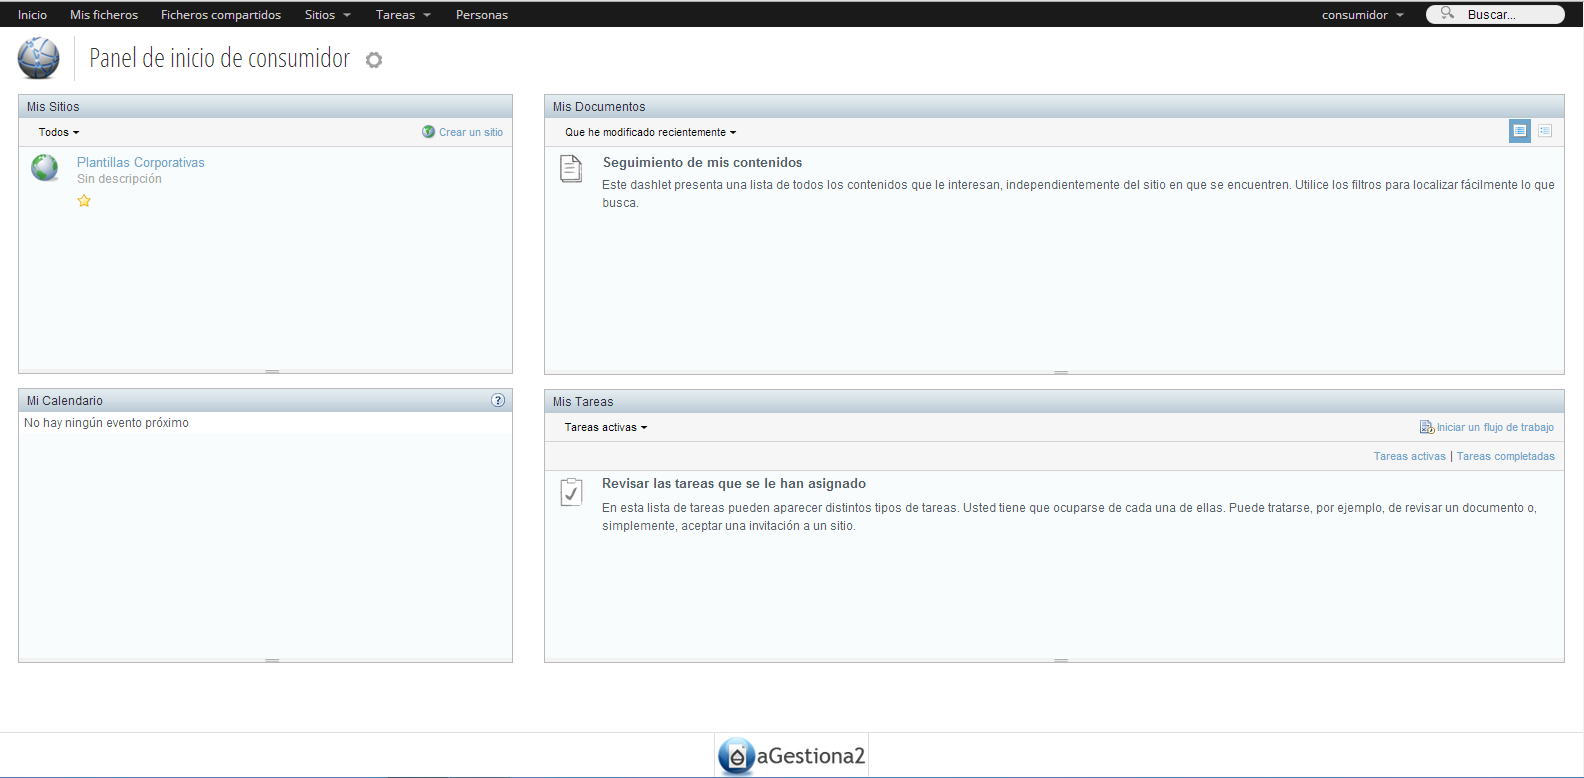 Inicio Mis ficheros Ficheros compartidos Sitios Tareas Personas consumidor Buscar...
Panel de inicio de consumidor
Mis Sitios
Todos Crear un sitio
Plantillas Corporativas
Sin descripción
Mis Documentos
Que he modificado recientemente
Seguimiento de mis contenidos
Este dashlet presenta una lista de todos los contenidos que le interesan, independientemente del sitio en que se encuentren. Utilice los filtros para localizar fácilmente lo que
busca.
Mi Calendario ?
No hay ningún evento próximo
Mis Tareas
Tareas activas Iniciar un flujo de trabajo
Tareas activas | Tareas completadas
Revisar las tareas que se le han asignado
En esta lista de tareas pueden aparecer distintos tipos de tareas. Usted tiene que ocuparse de cada una de ellas. Puede tratarse, por ejemplo, de revisar un documento o,
simplemente, aceptar una invitación a un sitio.
aGestiona2